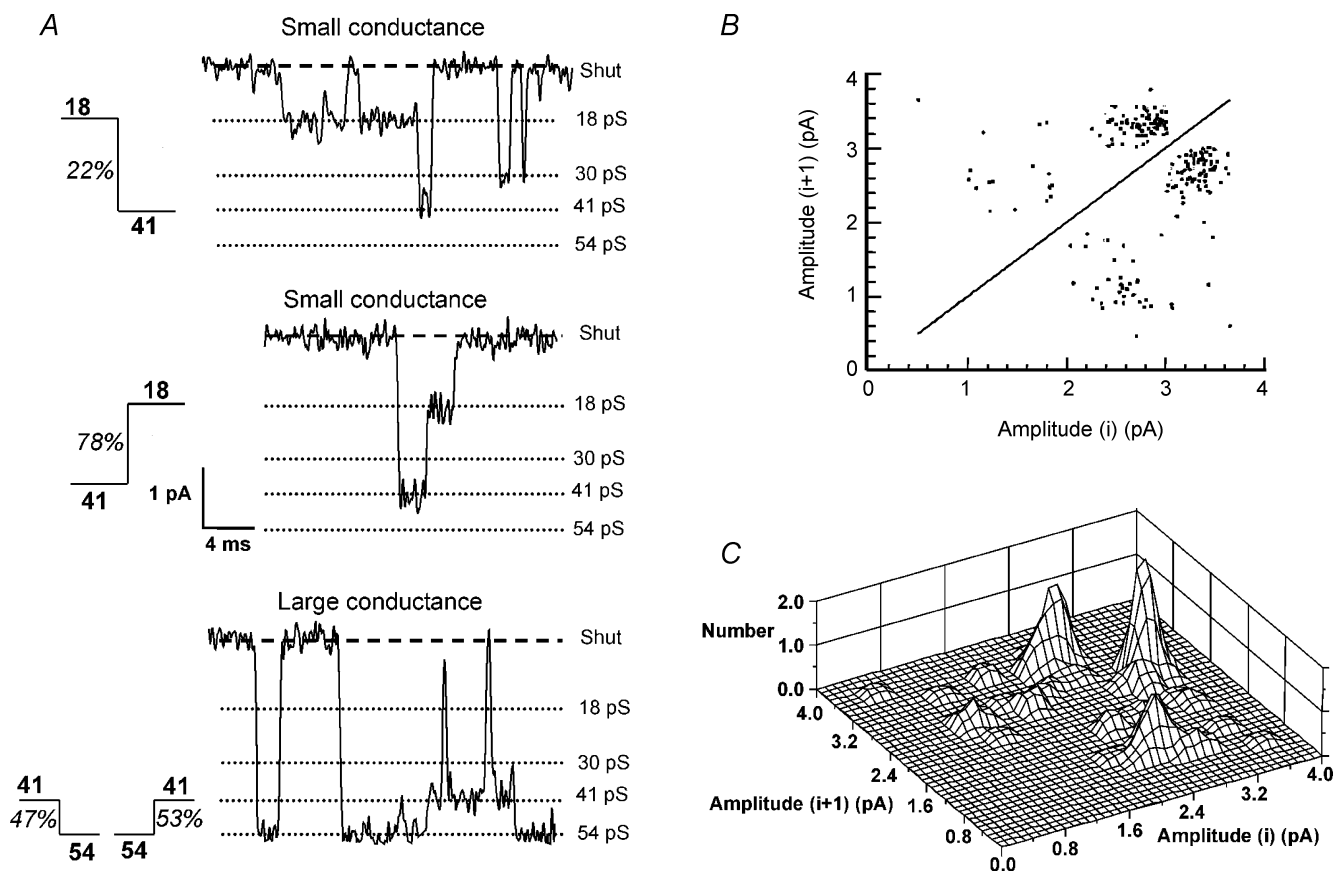 A
Small conductance
Shut
18 pS
30 pS
41 pS
54 pS
18
22%
41
Small conductance
Shut
18 pS
30 pS
41 pS
54 pS
18
78%
41
1 pA
4 ms
Large conductance
Shut
18 pS
30 pS
41 pS
54 pS
41
47%
54
41
53%
54
B
Amplitude (i+1) (pA)
4
3
2
1
0
0 1 2 3 4
Amplitude (i) (pA)
C
Number
2.0
1.0
0.0
4.0
3.2
2.4
1.6
0.8
0.0
Amplitude (i+1) (pA)
0.8
1.6
2.4
3.2
4.0
Amplitude (i) (pA)